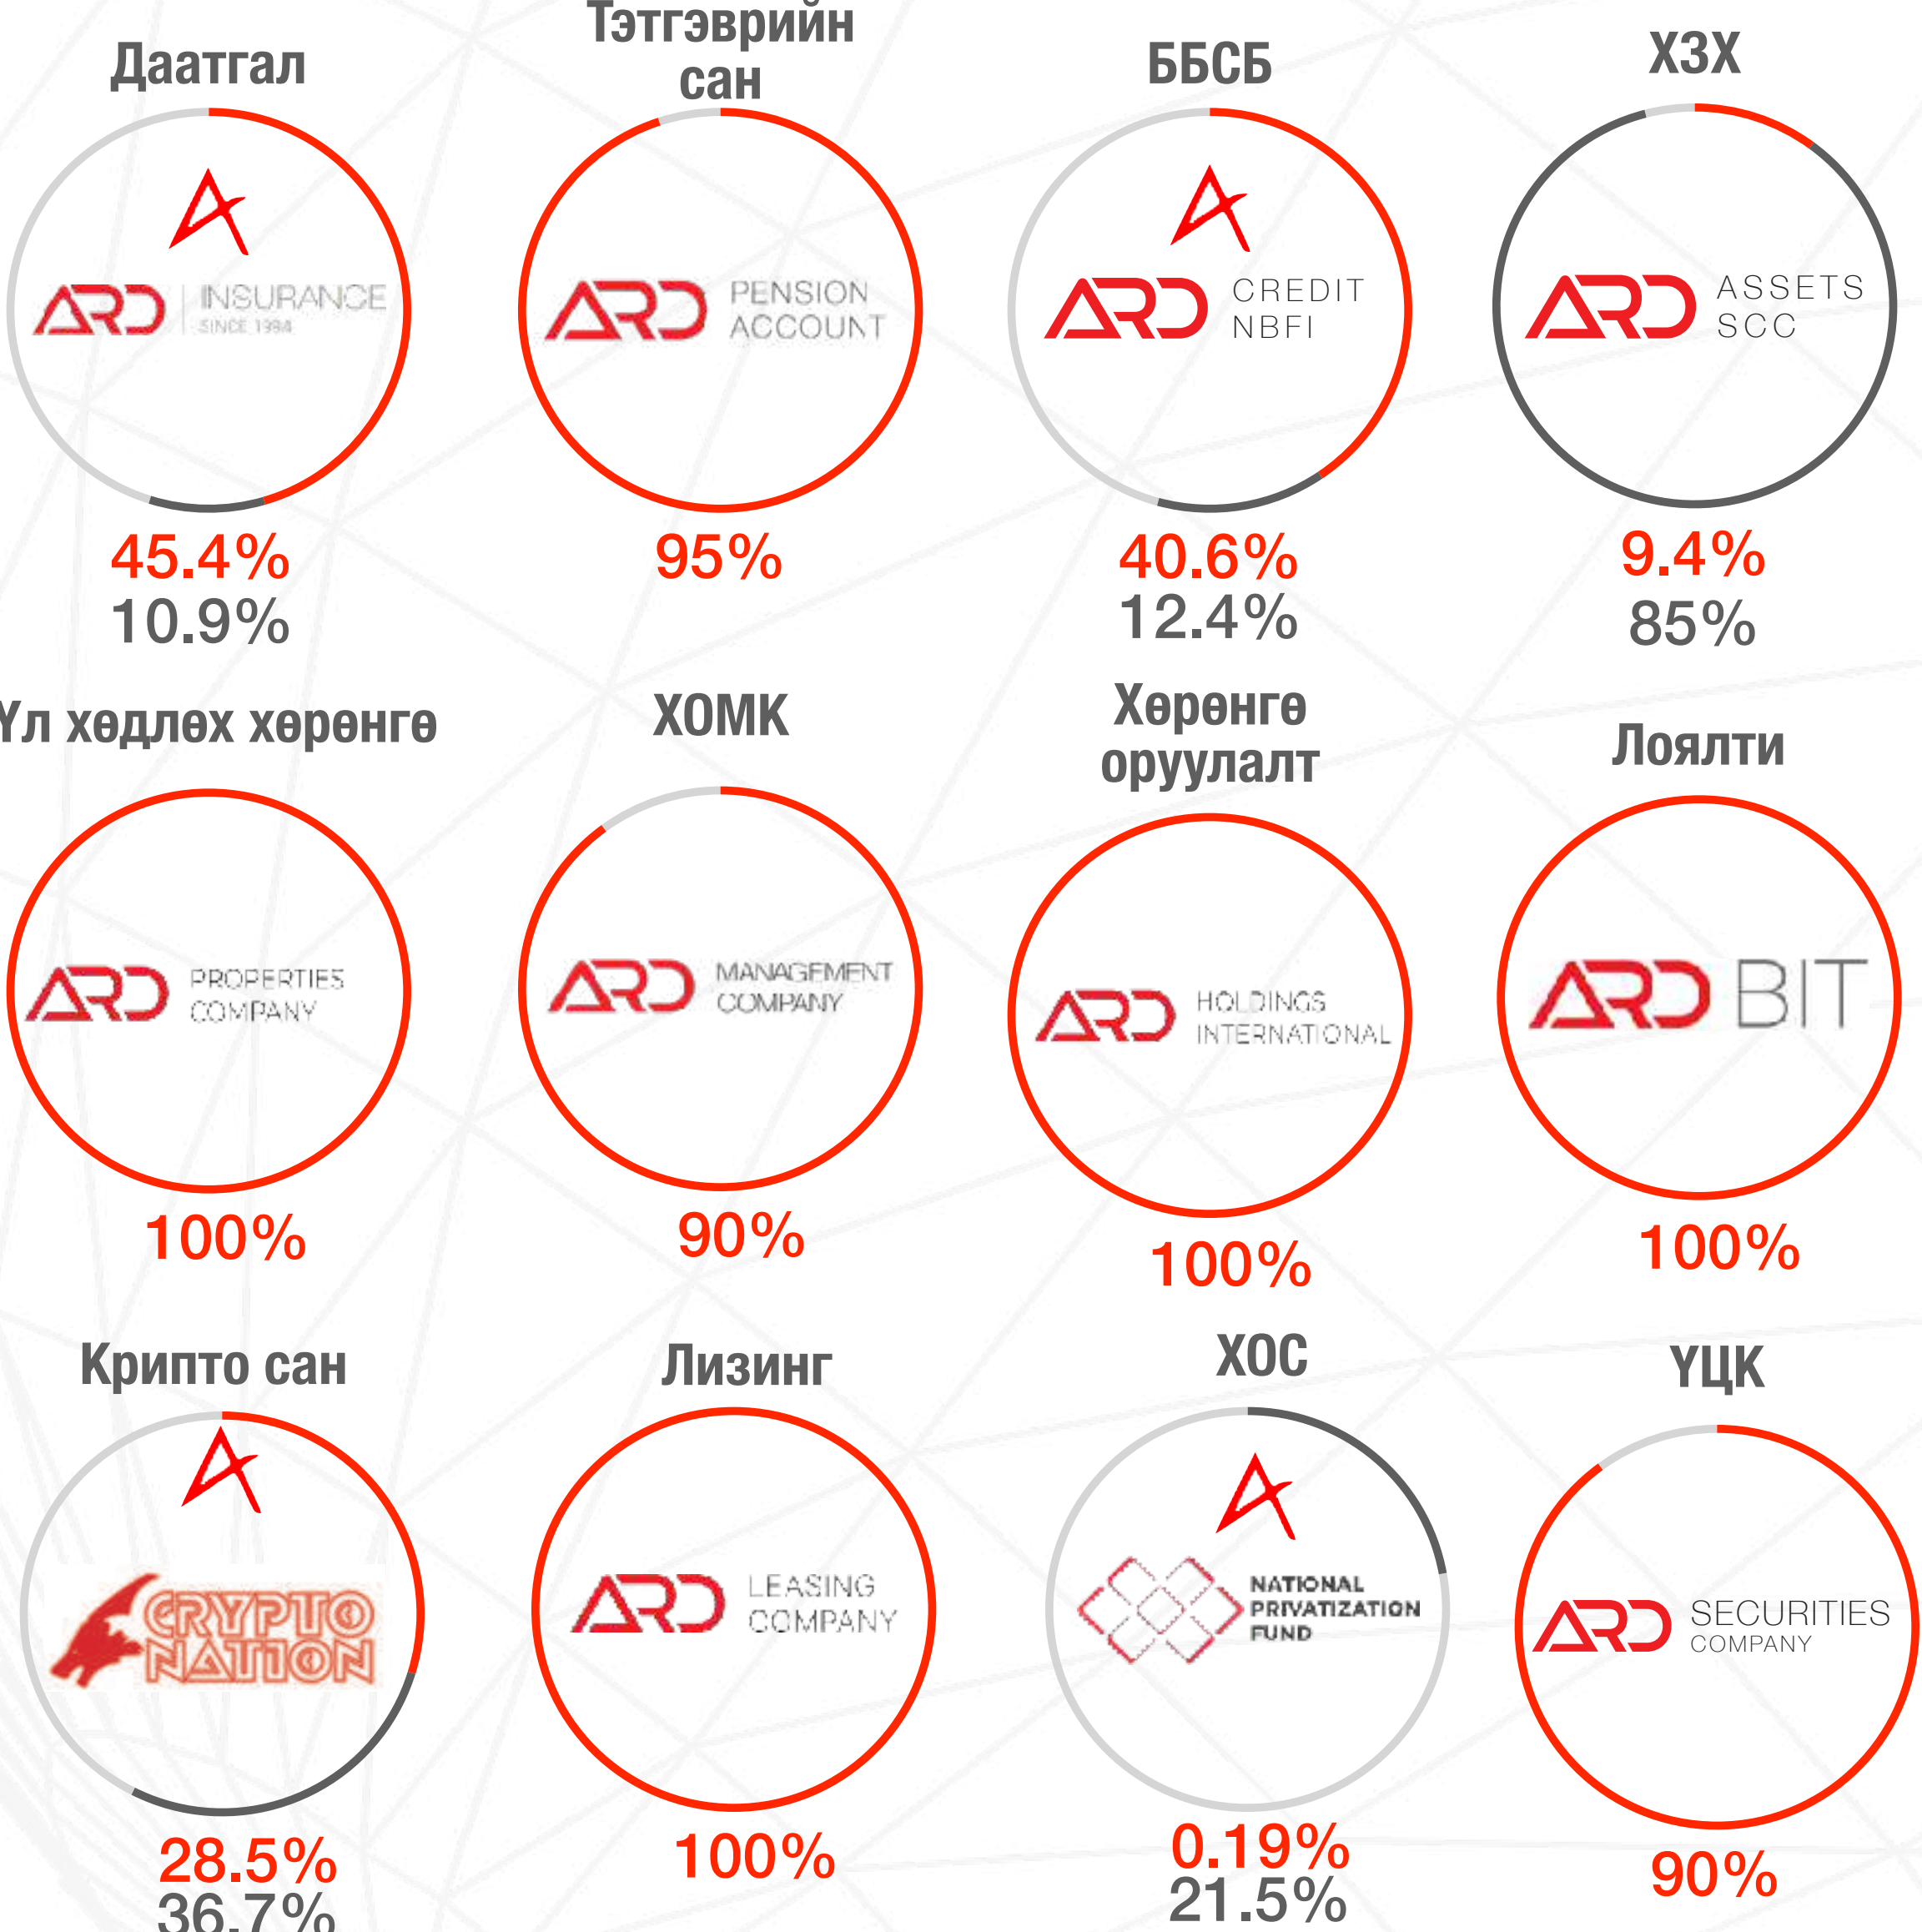 Даатгал
ARD INSURANCE
SINCE 1994
45.4%
10.9%
Тэтгэврийн
сан
ARD PENSION
ACCOUNT
95%
ББСБ
ARD CREDIT
NBFI
40.6%
12.4%
ХЗХ
ARD ASSETS
SCC
9.4%
85%
Үл хөдлөх хөрөнгө
ARD PROPERTIES
COMPANY
100%
ХОМК
ARD MANAGEMENT
COMPANY
90%
Хөрөнгө
оруулалт
ARD HOLDINGS
INTERNATIONAL
100%
Лоялти
ARD BIT
100%
Крипто сан
CRYPTO
NATION
28.5%
36.7%
Лизинг
ARD LEASING
COMPANY
100%
ХОС
NATIONAL
PRIVATIZATION
FUND
0.19%
21.5%
ҮЦК
ARD SECURITIES
COMPANY
90%